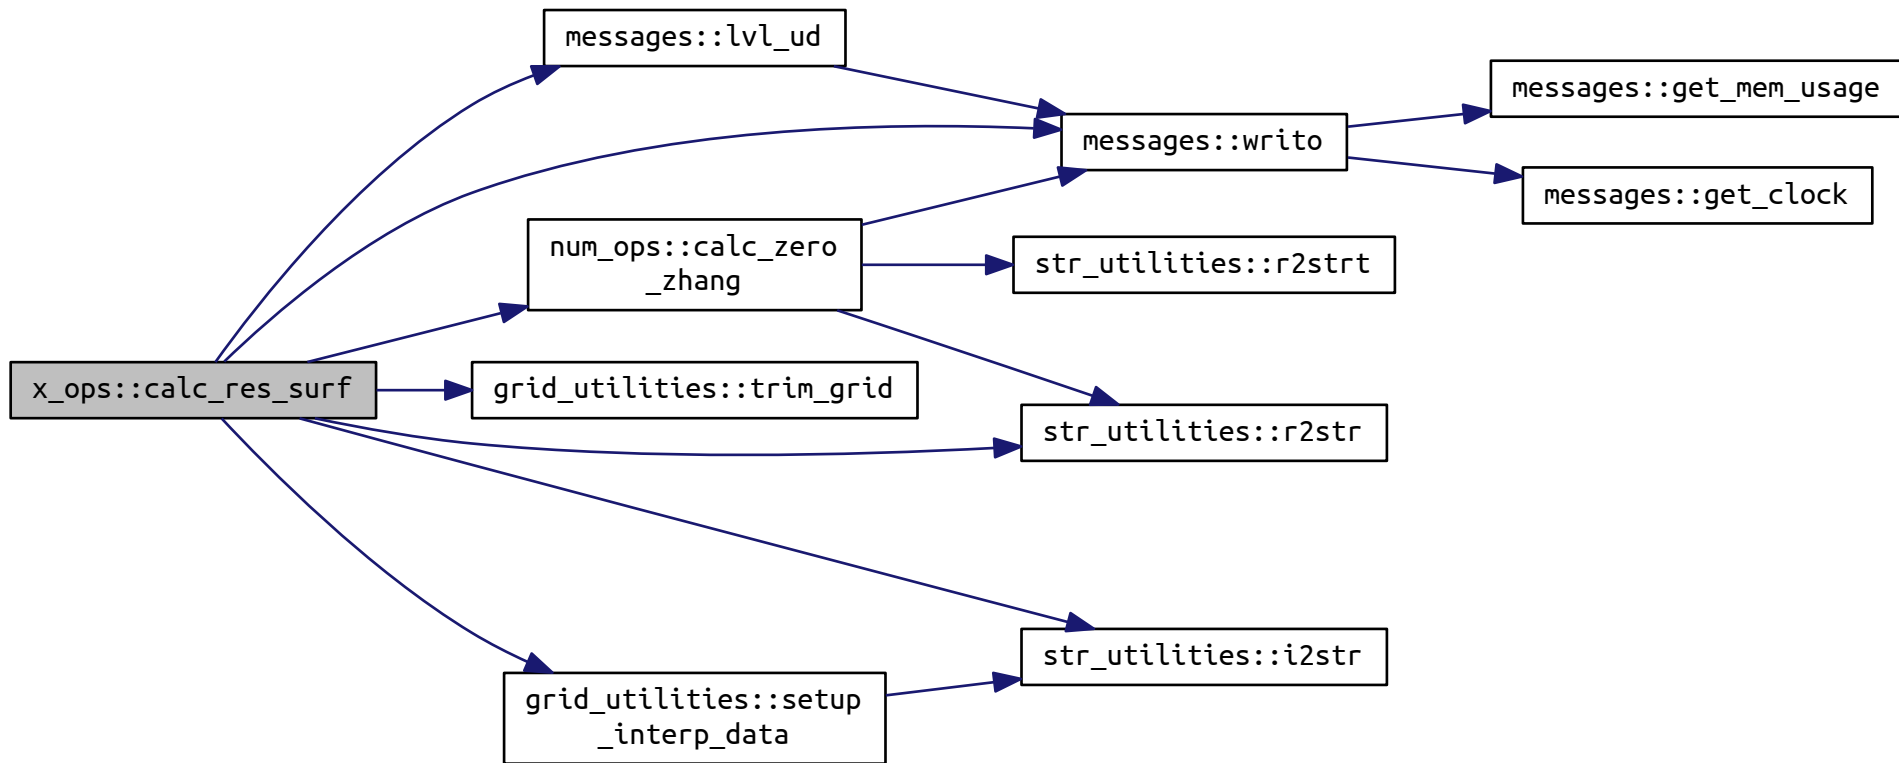 messages::lvl_ud
messages::get_mem_usage
messages::writo
messages::get_clock
num_ops::calc_zero
_zhang
str_utilities::r2strt
x_ops::calc_res_surf
grid_utilities::trim_grid
str_utilities::r2str
str_utilities::i2str
grid_utilities::setup
_interp_data